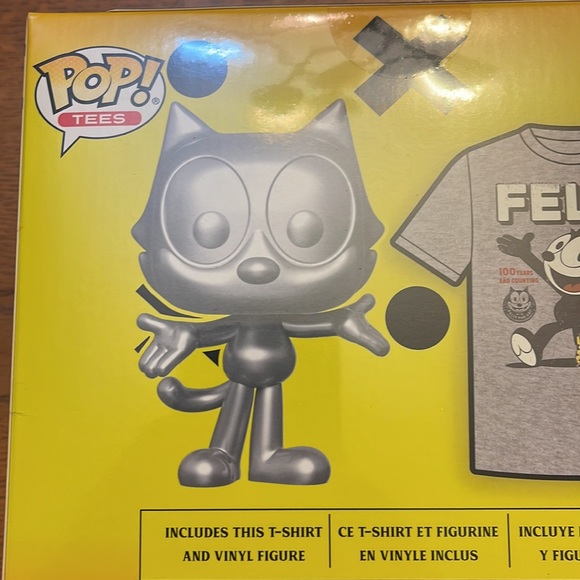 POP!
TEES
FEL
100 YEARS
AND COUNTING
INCLUDES THIS T-SHIRT
AND VINYL FIGURE
CE T-SHIRT ET FIGURINE
EN VINYLE INCLUS
INCLUYE
Y FIGU